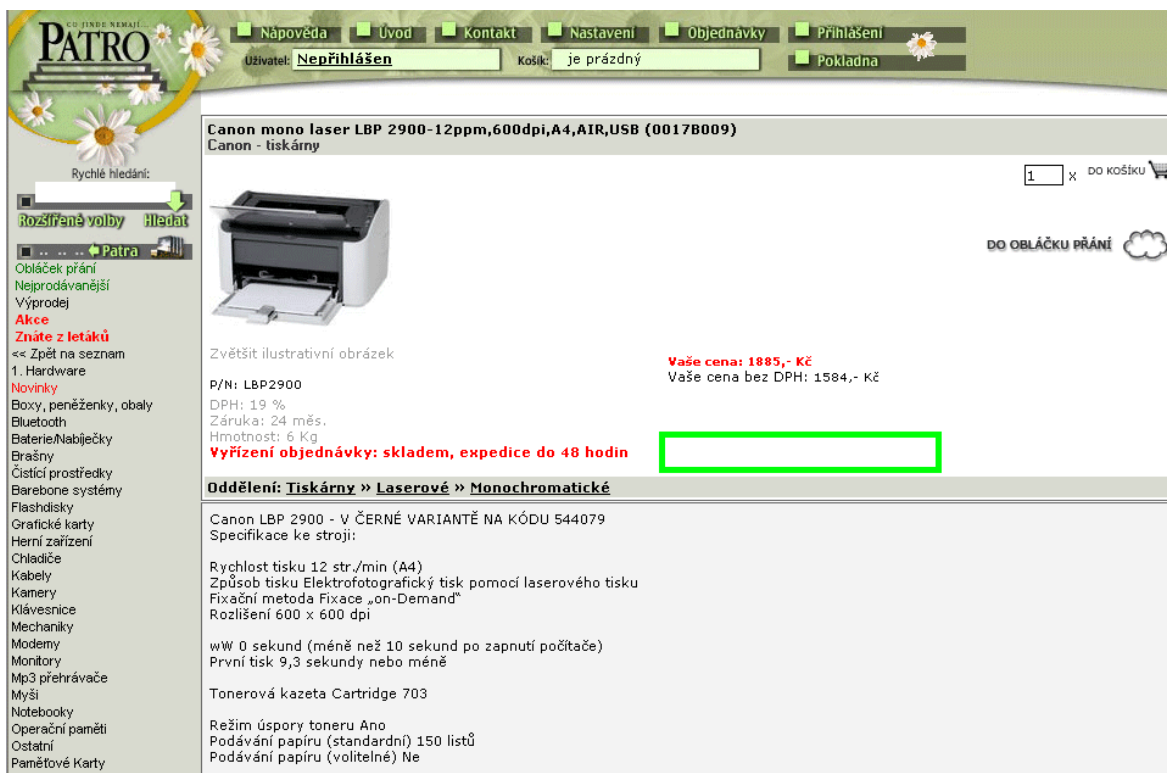 CO JINDE NEMAJÍ...
PATRO
Nápověda Úvod Kontakt Nastavení Objednávky Přihlášení
Uživatel: Nepřihlášen Košík: je prázdný Pokladna
Rychlé hledání:
Rozšířené volby Hledat
.. .. .. Patra
Obláček přání
Nejprodávanější
Výprodej
Akce
Znáte z letáků
<< Zpět na seznam
1. Hardware
Novinky
Boxy, peněženky, obaly
Bluetooth
Baterie/Nabíječky
Brašny
Čistící prostředky
Barebone systémy
Flashdisky
Grafické karty
Herní zařízení
Chladiče
Kabely
Kamery
Klávesnice
Mechaniky
Modemy
Monitory
Mp3 přehrávače
Myši
Notebooky
Operační paměti
Ostatní
Paměťové Karty
Canon mono laser LBP 2900-12ppm,600dpi,A4,AIR,USB (0017B009)
Canon - tiskárny
1 x DO KOŠÍKU
DO OBLÁČKU PŘÁNÍ
Zvětšit ilustrativní obrázek
Vaše cena: 1885,- Kč
Vaše cena bez DPH: 1584,- Kč
P/N: LBP2900
DPH: 19 %
Záruka: 24 měs.
Hmotnost: 6 Kg
Vyřízení objednávky: skladem, expedice do 48 hodin
Oddělení: Tiskárny » Laserové » Monochromatické
Canon LBP 2900 - V ČERNÉ VARIANTĚ NA KÓDU 544079
Specifikace ke stroji:
Rychlost tisku 12 str./min (A4)
Způsob tisku Elektrofotografický tisk pomocí laserového tisku
Fixační metoda Fixace „on-Demand“
Rozlišení 600 x 600 dpi
wW 0 sekund (méně než 10 sekund po zapnutí počítače)
První tisk 9,3 sekundy nebo méně
Tonerová kazeta Cartridge 703
Režim úspory toneru Ano
Podávání papíru (standardní) 150 listů
Podávání papíru (volitelné) Ne